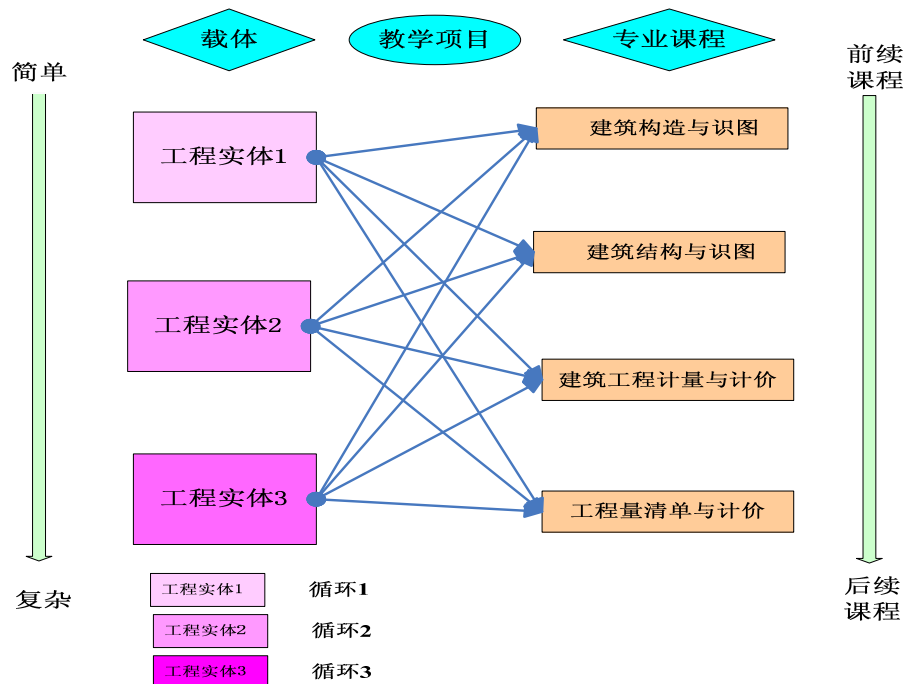 载体
教学项目
专业课程
简单
前续
课程
工程实体1
建筑构造与识图
建筑结构与识图
工程实体2
建筑工程计量与计价
工程实体3
工程量清单与计价
复杂
后续
课程
工程实体1
循环1
工程实体2
循环2
工程实体3
循环3